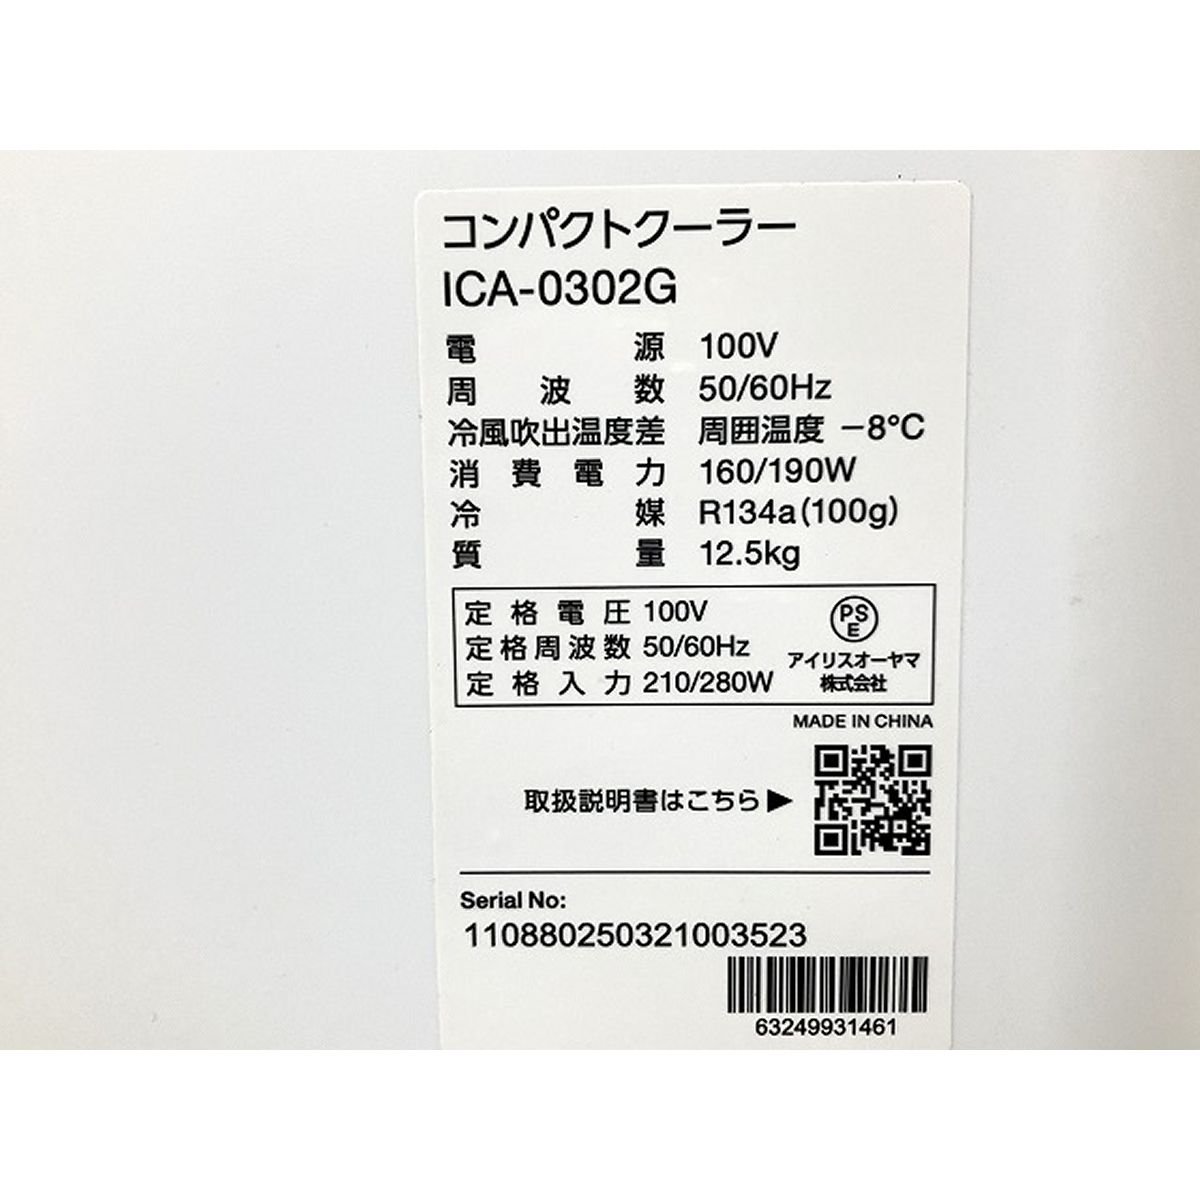 コンパクトクーラー
ICA-0302G
電源 100V
周波数 50/60Hz
冷風吹出温度差 周囲温度 −8℃
消費電力 160/190W
冷媒 R134a(100g)
質量 12.5kg
定格電圧 100V
定格周波数 50/60Hz
定格入力 210/280W
PS
E
アイリスオーヤマ
株式会社
MADE IN CHINA
取扱説明書はこちら▶
Serial No:
110880250321003523
63249931461